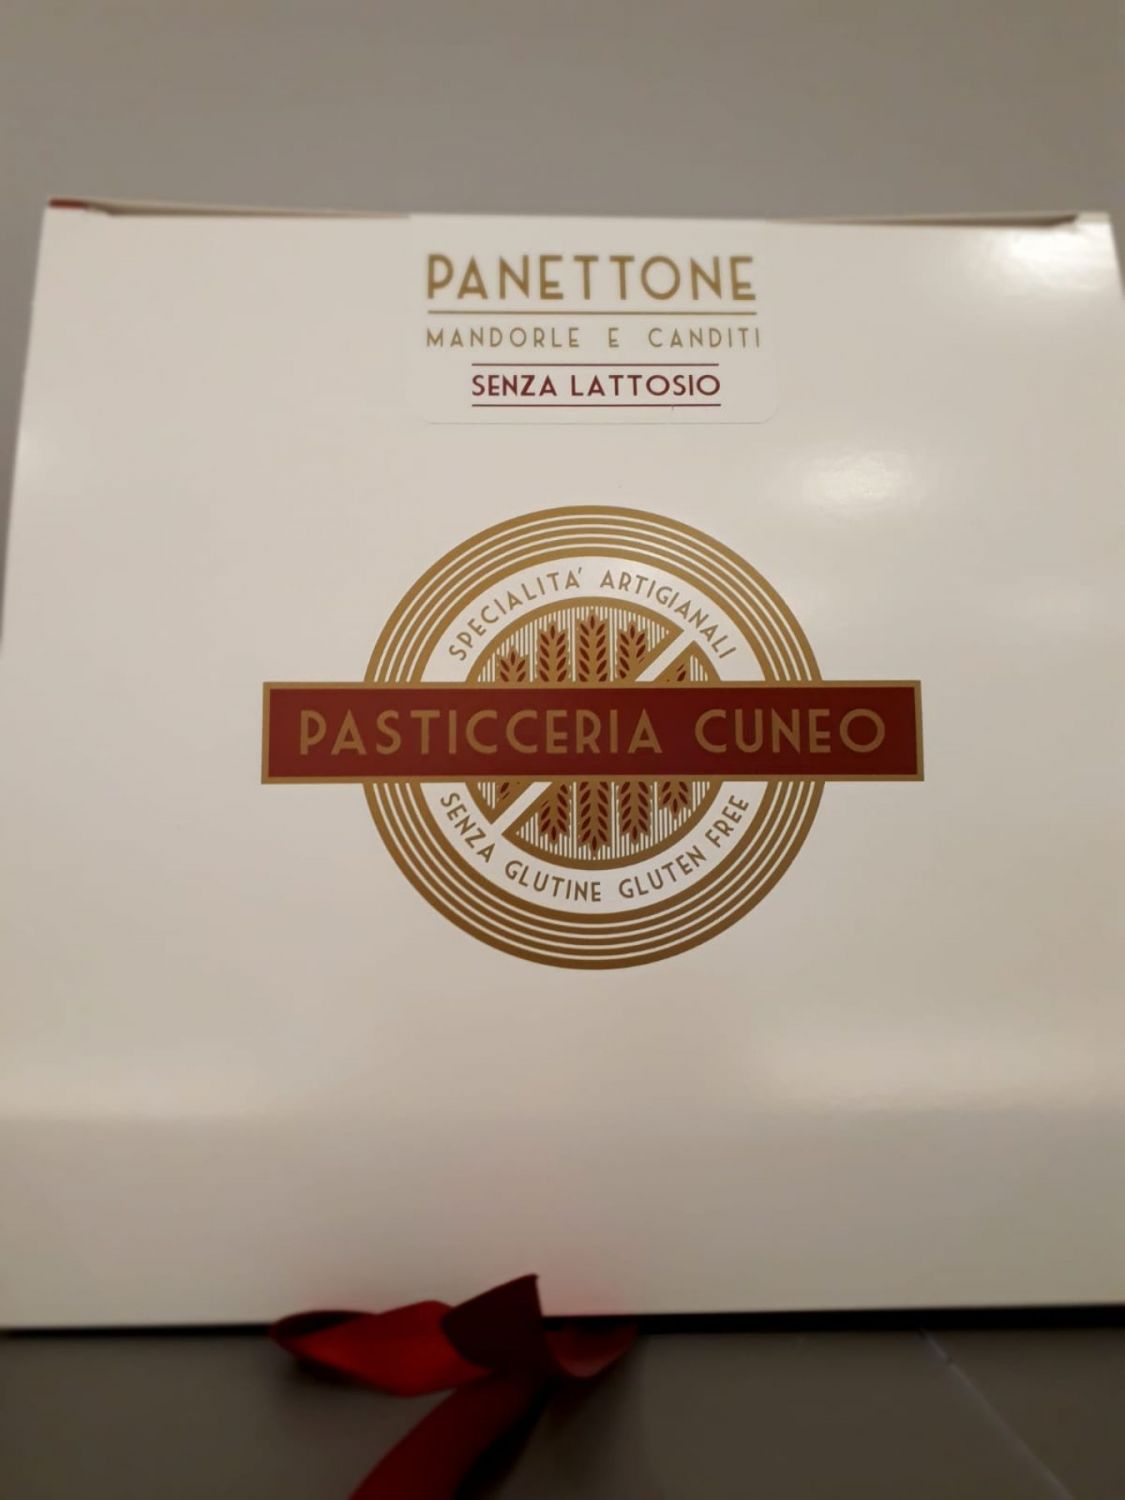 PANETTONE
MANDORLE E CANDITI
SENZA LATTOSIO
SPECIALITA' ARTIGIANALI
PASTICCERIA CUNEO
SENZA GLUTINE GLUTEN FREE